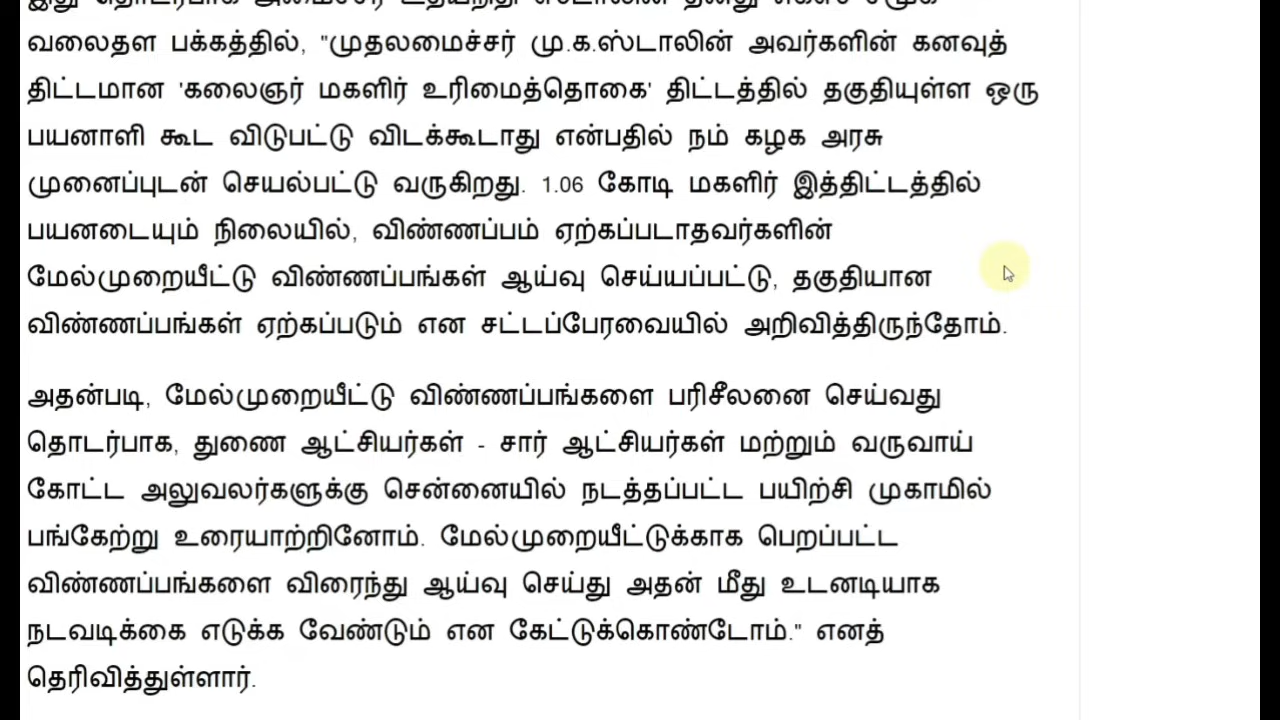 வலைதள பக்கத்தில், "முதலமைச்சர் மு.க.ஸ்டாலின் அவர்களின் கனவுத்
திட்டமான 'கலைஞர் மகளிர் உரிமைத்தொகை' திட்டத்தில் தகுதியுள்ள ஒரு
பயனாளி கூட விடுபட்டு விடக்கூடாது என்பதில் நம் கழக அரசு
முனைப்புடன் செயல்பட்டு வருகிறது. 1.06 கோடி மகளிர் இத்திட்டத்தில்
பயனடையும் நிலையில், விண்ணப்பம் ஏற்கப்படாதவர்களின்
மேல்முறையீட்டு விண்ணப்பங்கள் ஆய்வு செய்யப்பட்டு, தகுதியான
விண்ணப்பங்கள் ஏற்கப்படும் என சட்டப்பேரவையில் அறிவித்திருந்தோம்.
அதன்படி, மேல்முறையீட்டு விண்ணப்பங்களை பரிசீலனை செய்வது
தொடர்பாக, துணை ஆட்சியர்கள் - சார் ஆட்சியர்கள் மற்றும் வருவாய்
கோட்ட அலுவலர்களுக்கு சென்னையில் நடத்தப்பட்ட பயிற்சி முகாமில்
பங்கேற்று உரையாற்றினோம். மேல்முறையீட்டுக்காக பெறப்பட்ட
விண்ணப்பங்களை விரைந்து ஆய்வு செய்து அதன் மீது உடனடியாக
நடவடிக்கை எடுக்க வேண்டும் என கேட்டுக்கொண்டோம்." எனத்
தெரிவித்துள்ளார்.